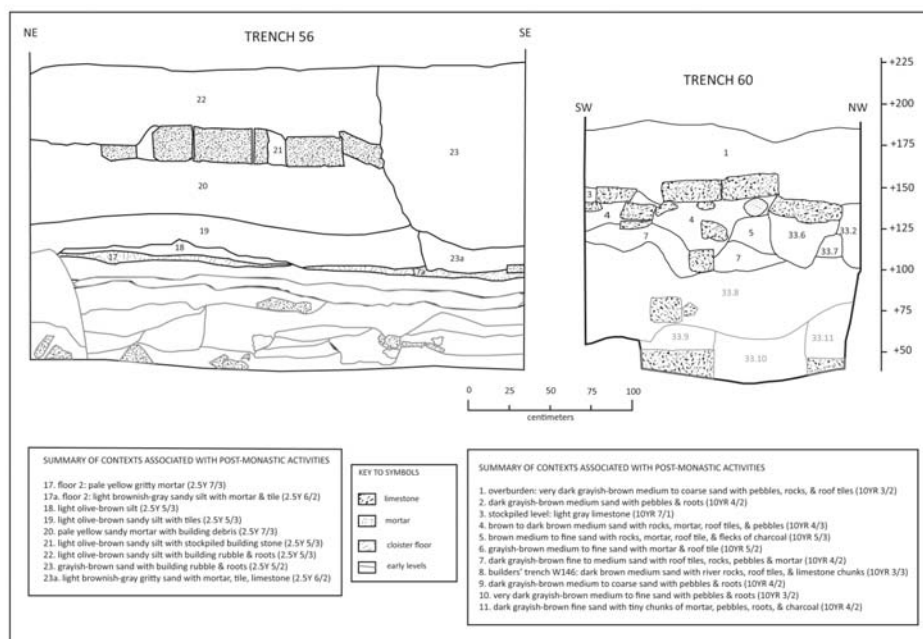 NE
TRENCH 56
SE
22
21
23
20
19
18
17
17a
23a
TRENCH 60
SW
NW
1
3
4
4
7
5
7
33.6
33.2
33.7
33.8
33.9
33.10
33.11
+225
+200
+175
+150
+125
+100
+75
+50
0 25 50 75 100
centimeters
SUMMARY OF CONTEXTS ASSOCIATED WITH POST-MONASTIC ACTIVITIES
17. floor 2: pale yellow gritty mortar (2.5Y 7/3)
17a. floor 2: light brownish-gray sandy silt with mortar & tile (2.5Y 6/2)
18. light olive-brown silt (2.5Y 5/3)
19. light olive-brown sandy silt with tiles (2.5Y 5/3)
20. pale yellow sandy mortar with building debris (2.5Y 7/3)
21. light olive-brown sandy silt with stockpiled building stone (2.5Y 5/3)
22. light olive-brown sandy silt with building rubble & roots (2.5Y 5/3)
23. grayish-brown sand with building rubble & roots (2.5Y 5/2)
23a. light brownish-gray gritty sand with mortar, tile, limestone (2.5Y 6/2)
KEY TO SYMBOLS
limestone
mortar
cloister floor
early levels
SUMMARY OF CONTEXTS ASSOCIATED WITH POST-MONASTIC ACTIVITIES
1. overburden: very dark grayish-brown medium to coarse sand with pebbles, rocks, & roof tiles (10YR 3/2)
2. dark grayish-brown medium sand with pebbles & roots (10YR 4/2)
3. stockpiled level: light gray limestone (10YR 7/1)
4. brown to dark brown medium sand with rocks, mortar, roof tiles, & pebbles (10YR 4/3)
5. brown medium to fine sand with rocks, mortar, roof tile, & flecks of charcoal (10YR 5/3)
6. grayish-brown medium to fine sand with mortar & roof tile (10YR 5/2)
7. dark grayish-brown fine to medium sand with roof tiles, rocks, pebbles & mortar (10YR 4/2)
8. builders' trench W146: dark brown medium sand with river rocks, roof tiles, & limestone chunks (10YR 3/3)
9. dark grayish-brown medium to coarse sand with pebbles & roots (10YR 4/2)
10. very dark grayish-brown medium to fine sand with pebbles & roots (10YR 3/2)
11. dark grayish-brown fine sand with tiny chunks of mortar, pebbles, roots, & charcoal (10YR 4/2)